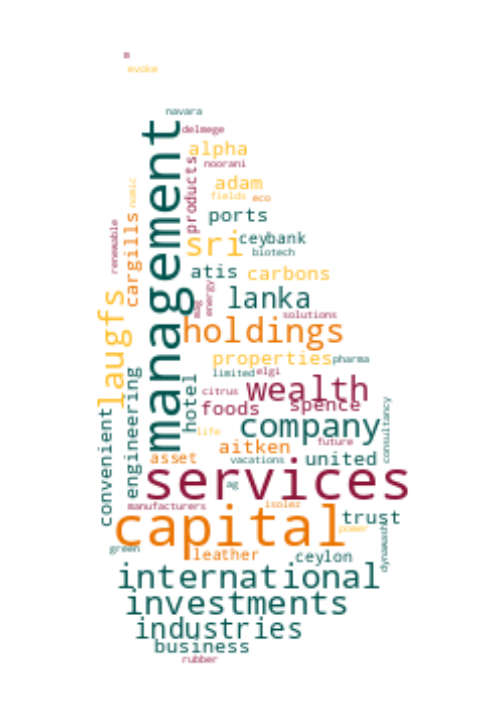 m
evoke
navara
management
delmege
alpha
noorani
products
adam
nomic
fields
eco
cargills
ports
renewable
sri
ceybank
biotech
atis
carbons
energy
mag
lanka
laugfs
solutions
holdings
properties
pharma
limited
elgi
engineering
hotel
citrus
wealth
foods
spence
convenient
company
consultancy
life
future
aitken
asset
vacations
united
services
ag
manufacturers
isolez
capital
trust
power
dynawash
green
leather
ceylon
international
investments
industries
business
rubber